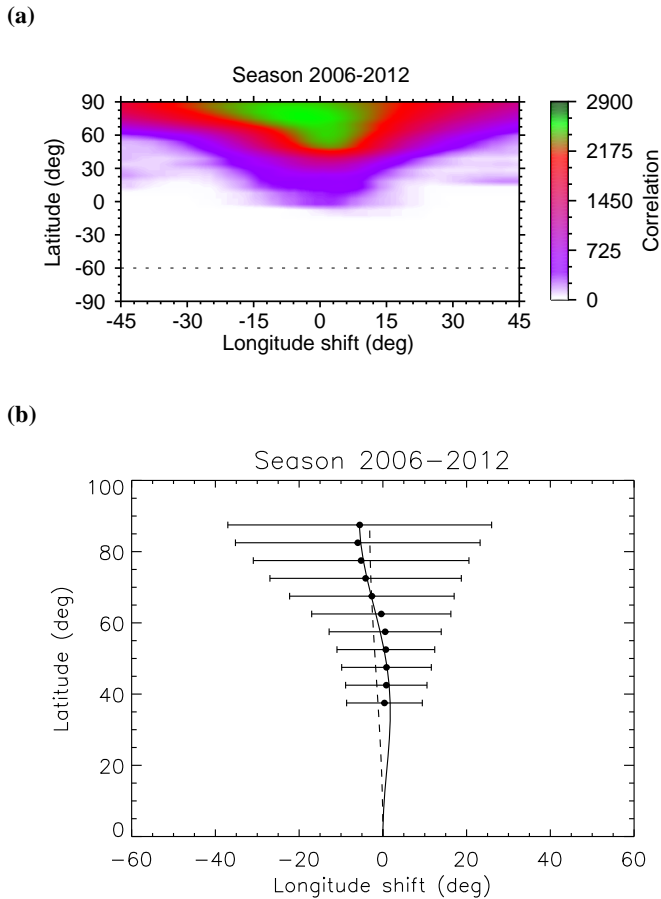 (a)
Season 2006-2012
90
60
30
0
-30
-60
-90
Latitude (deg)
-45 -30 -15 0 15 30 45
Longitude shift (deg)
2900
2175
1450
725
0
Correlation
(b)
Season 2006−2012
100
80
60
40
20
0
Latitude (deg)
−60 −40 −20 0 20 40 60
Longitude shift (deg)